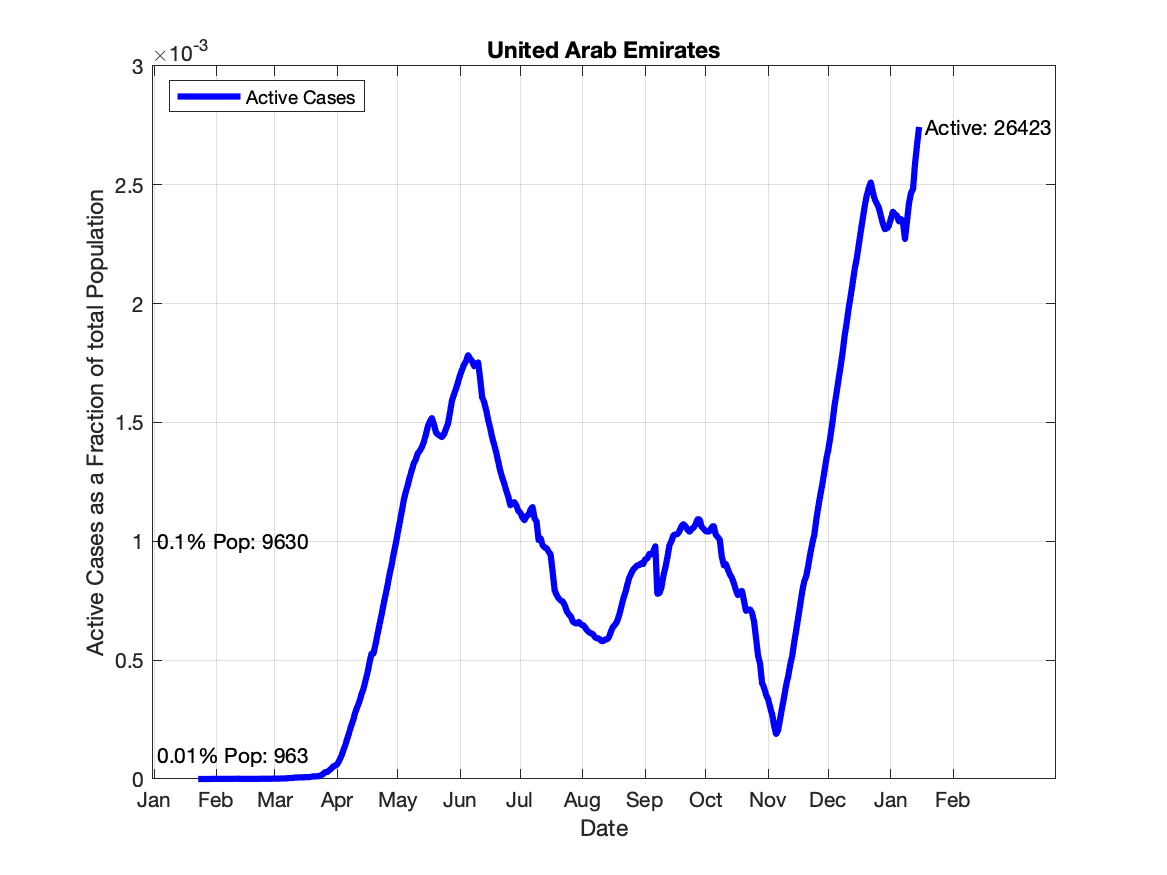 United Arab Emirates
×10⁻³
3
2.5
2
1.5
1
0.5
0
Active Cases as a Fraction of total Population
Active Cases
Active: 26423
0.1% Pop: 9630
0.01% Pop: 963
Jan Feb Mar Apr May Jun Jul Aug Sep Oct Nov Dec Jan Feb
Date